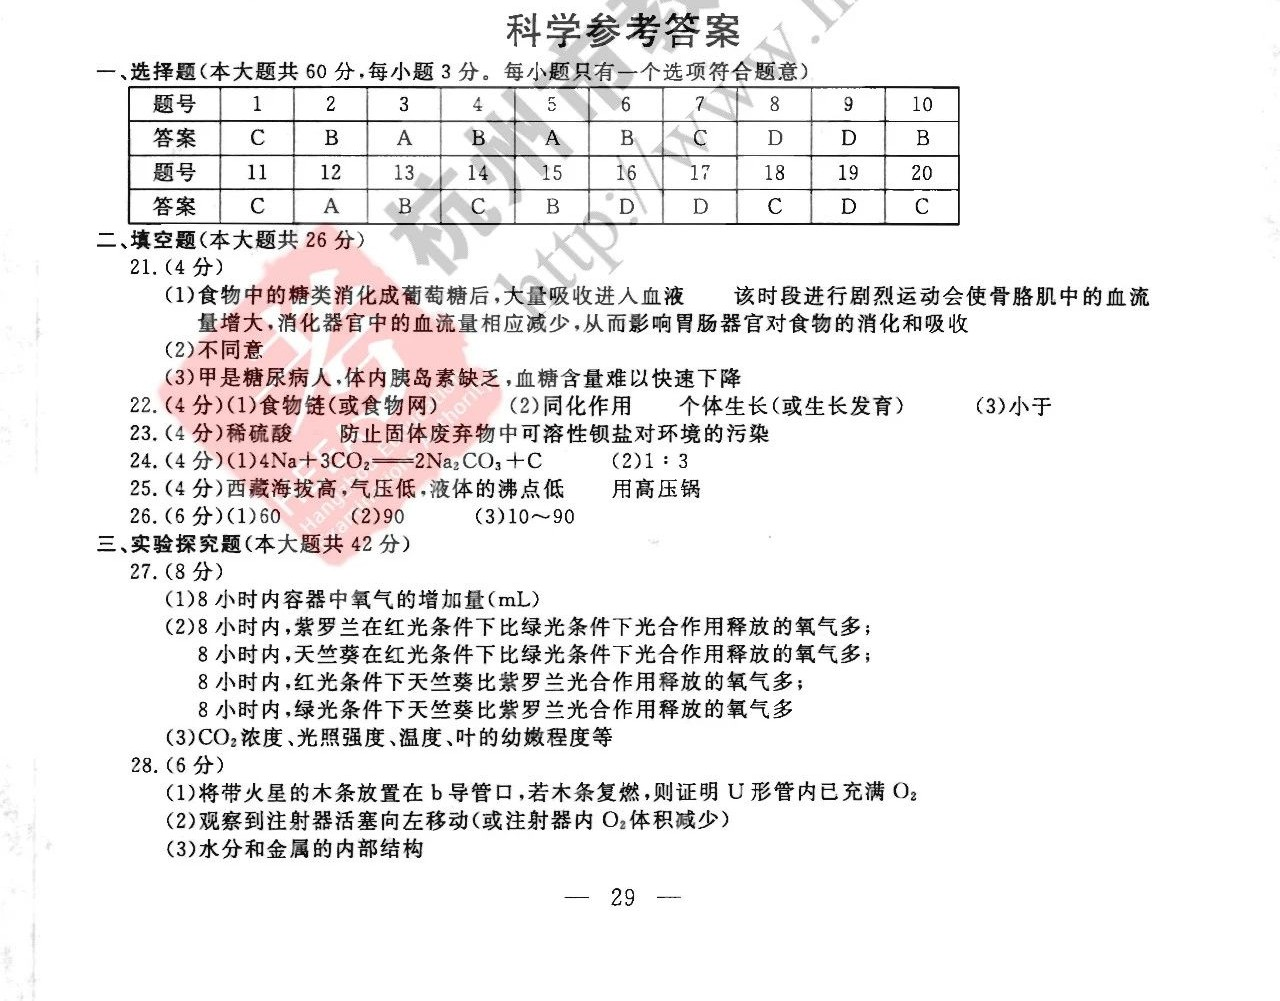 科学参考答案
一、选择题(本大题共 60 分,每小题 3 分。每小题只有一个选项符合题意)
题号 1 2 3 4 5 6 7 8 9 10
答案 C B A B A B C D D B
题号 11 12 13 14 15 16 17 18 19 20
答案 C A B C B D D C D C
二、填空题(本大题共 26 分)
21.(4 分)
(1)食物中的糖类消化成葡萄糖后,大量吸收进入血液 该时段进行剧烈运动会使骨胳肌中的血流
量增大,消化器官中的血流量相应减少,从而影响胃肠器官对食物的消化和吸收
(2)不同意
(3)甲是糖尿病人,体内胰岛素缺乏,血糖含量难以快速下降
22.(4 分)(1)食物链(或食物网) (2)同化作用 个体生长(或生长发育) (3)小于
23.(4 分)稀硫酸 防止固体废弃物中可溶性钡盐对环境的污染
24.(4 分)(1)4Na+3CO₂══2Na₂CO₃+C (2)1∶3
25.(4 分)西藏海拔高,气压低,液体的沸点低 用高压锅
26.(6 分)(1)60 (2)90 (3)10～90
三、实验探究题(本大题共 42 分)
27.(8 分)
(1)8 小时内容器中氧气的增加量(mL)
(2)8 小时内,紫罗兰在红光条件下比绿光条件下光合作用释放的氧气多;
8 小时内,天竺葵在红光条件下比绿光条件下光合作用释放的氧气多;
8 小时内,红光条件下天竺葵比紫罗兰光合作用释放的氧气多;
8 小时内,绿光条件下天竺葵比紫罗兰光合作用释放的氧气多
(3)CO₂浓度、光照强度、温度、叶的幼嫩程度等
28.(6 分)
(1)将带火星的木条放置在 b 导管口,若木条复燃,则证明 U 形管内已充满 O₂
(2)观察到注射器活塞向左移动(或注射器内 O₂体积减少)
(3)水分和金属的内部结构
— 29 —
杭州市教
http://www.h
考